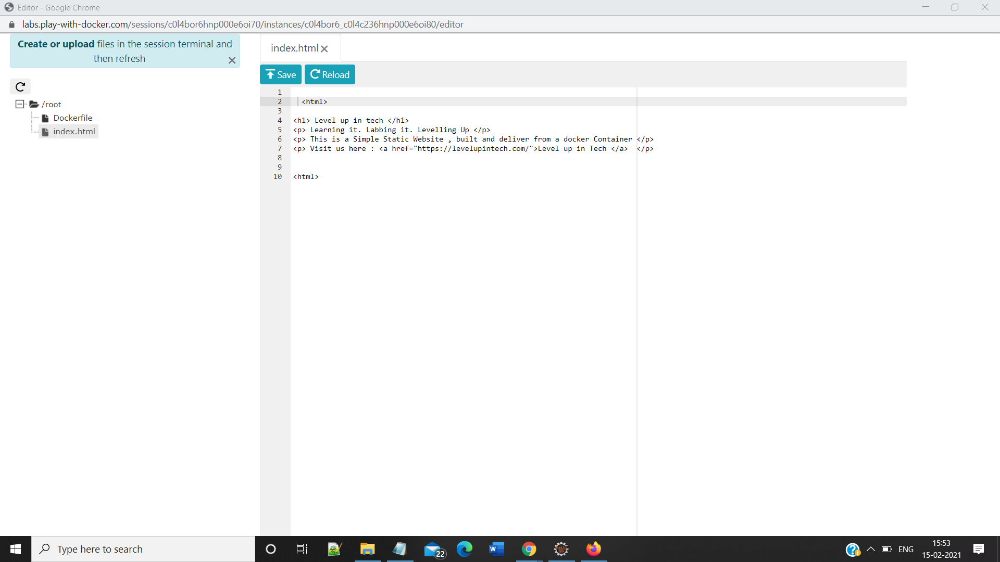 Editor - Google Chrome
labs.play-with-docker.com/sessions/c0l4bor6hnp000e6oi70/instances/c0l4bor6_c0l4c236hnp000e6oi80/editor
Create or upload files in the session terminal and
then refresh
/root
Dockerfile
index.html
index.html
Save Reload
1
2 <html>
3
4 <h1> Level up in tech </h1>
5 <p> Learning it. Labbing it. Levelling Up </p>
6 <p> This is a Simple Static Website , built and deliver from a docker Container </p>
7 <p> Visit us here : <a href="https://levelupintech.com/">Level up in Tech </a>  </p>
8
9
10 <html>
Type here to search
22
W
ENG
15:53
15-02-2021